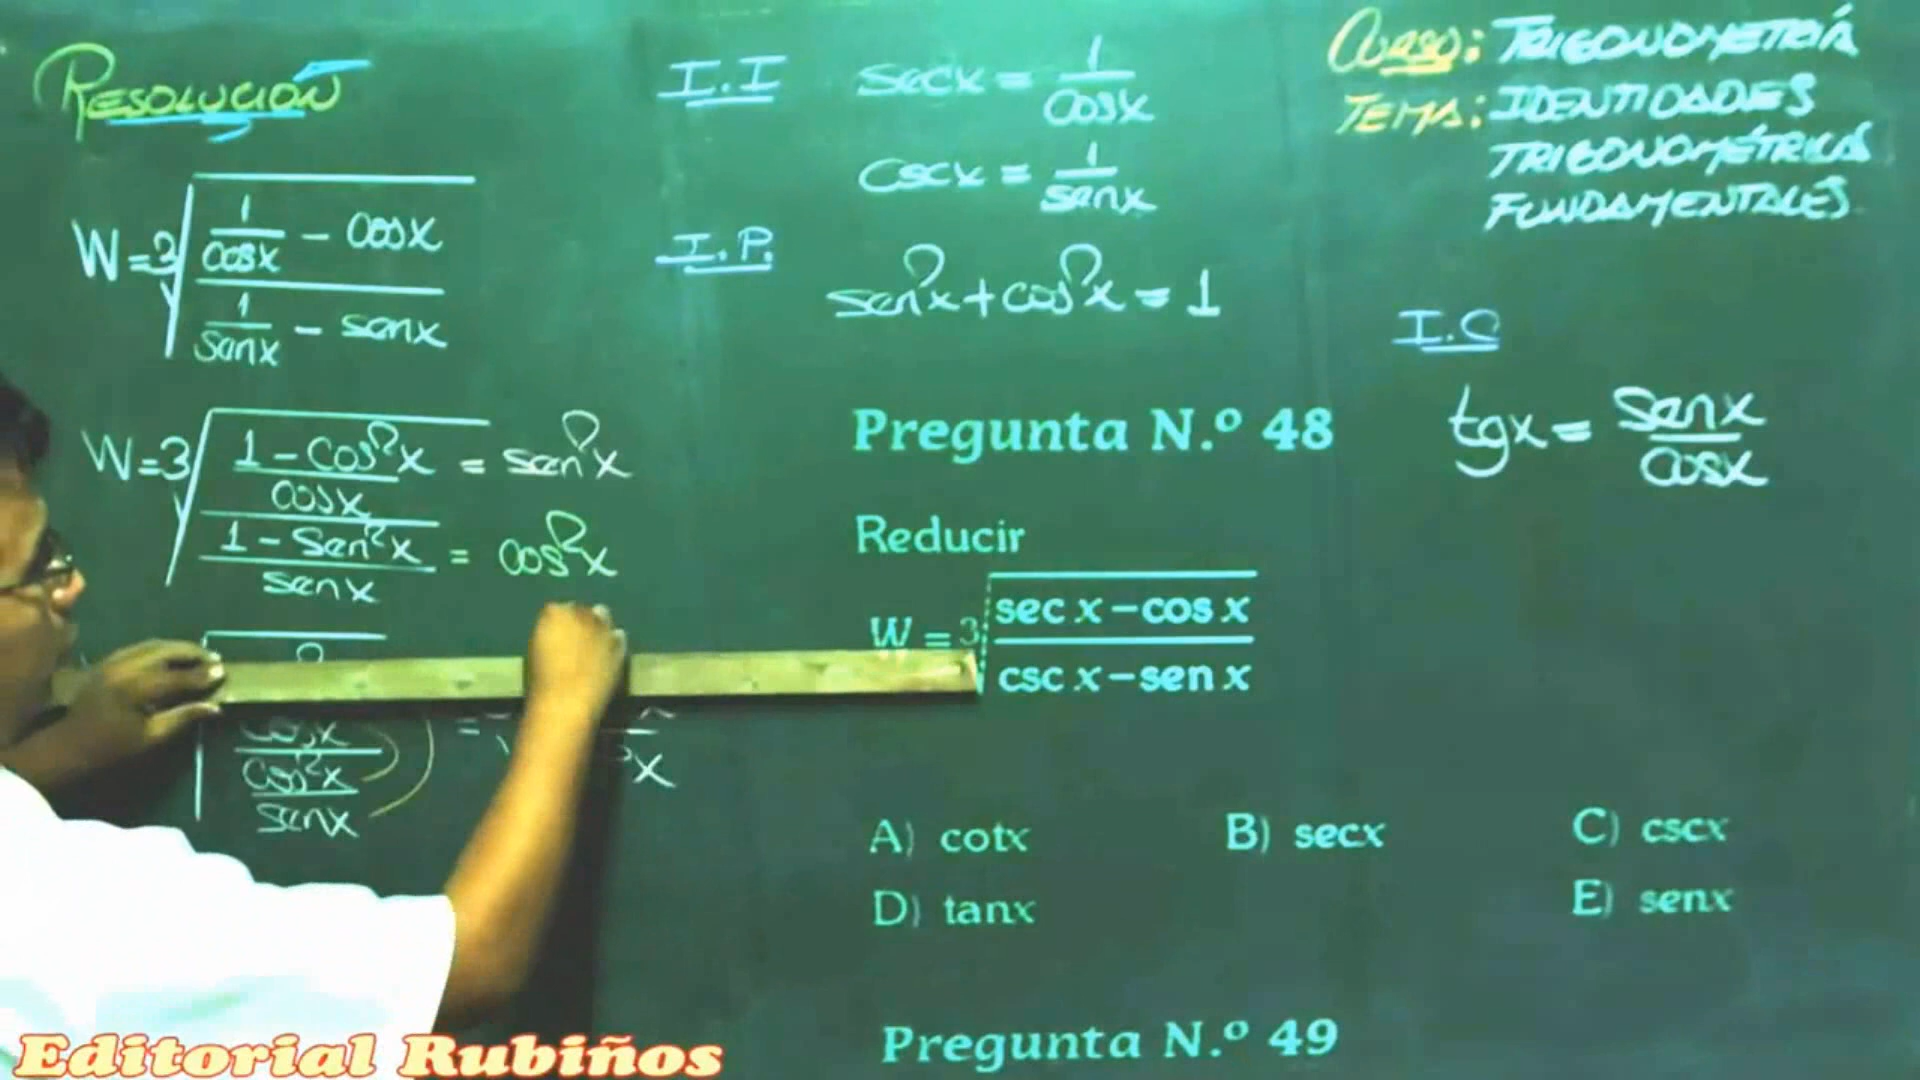 RESOLUCIÓN
W=3√
1/cosx - cosx
1/senx - senx
W=3√
1-cos²x/cosx = sen²x
1-sen²x/senx = cos²x
cosx
cos²x
senx
=
x
I.I
secx = 1/cosx
cscx = 1/senx
I.P.
sen²x+cos²x=1
CURSO: TRIGONOMETRÍA
TEMA: IDENTIDADES
TRIGONOMÉTRICAS
FUNDAMENTALES
I.C
tgx = senx/cosx
Pregunta N.º 48
Reducir
W = 3√
sec x - cos x
csc x - sen x
A) cotx
B) secx
C) cscx
D) tanx
E) senx
Pregunta N.º 49
Editorial Rubiños